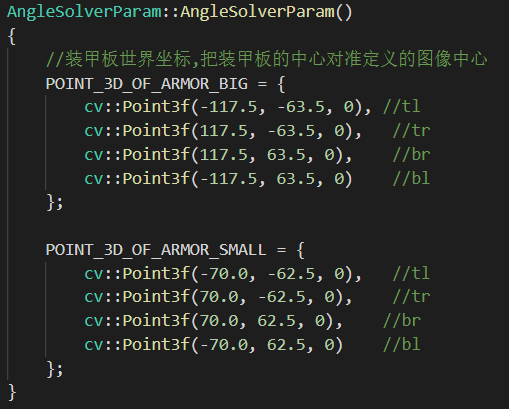 AngleSolverParam::AngleSolverParam()
{
    //装甲板世界坐标,把装甲板的中心对准定义的图像中心
    POINT_3D_OF_ARMOR_BIG = {
        cv::Point3f(-117.5, -63.5, 0), //tl
        cv::Point3f(117.5, -63.5, 0),   //tr
        cv::Point3f(117.5, 63.5, 0),    //br
        cv::Point3f(-117.5, 63.5, 0)    //bl
    };

    POINT_3D_OF_ARMOR_SMALL = {
        cv::Point3f(-70.0, -62.5, 0),   //tl
        cv::Point3f(70.0, -62.5, 0),    //tr
        cv::Point3f(70.0, 62.5, 0),    //br
        cv::Point3f(-70.0, 62.5, 0)     //bl
    };
}